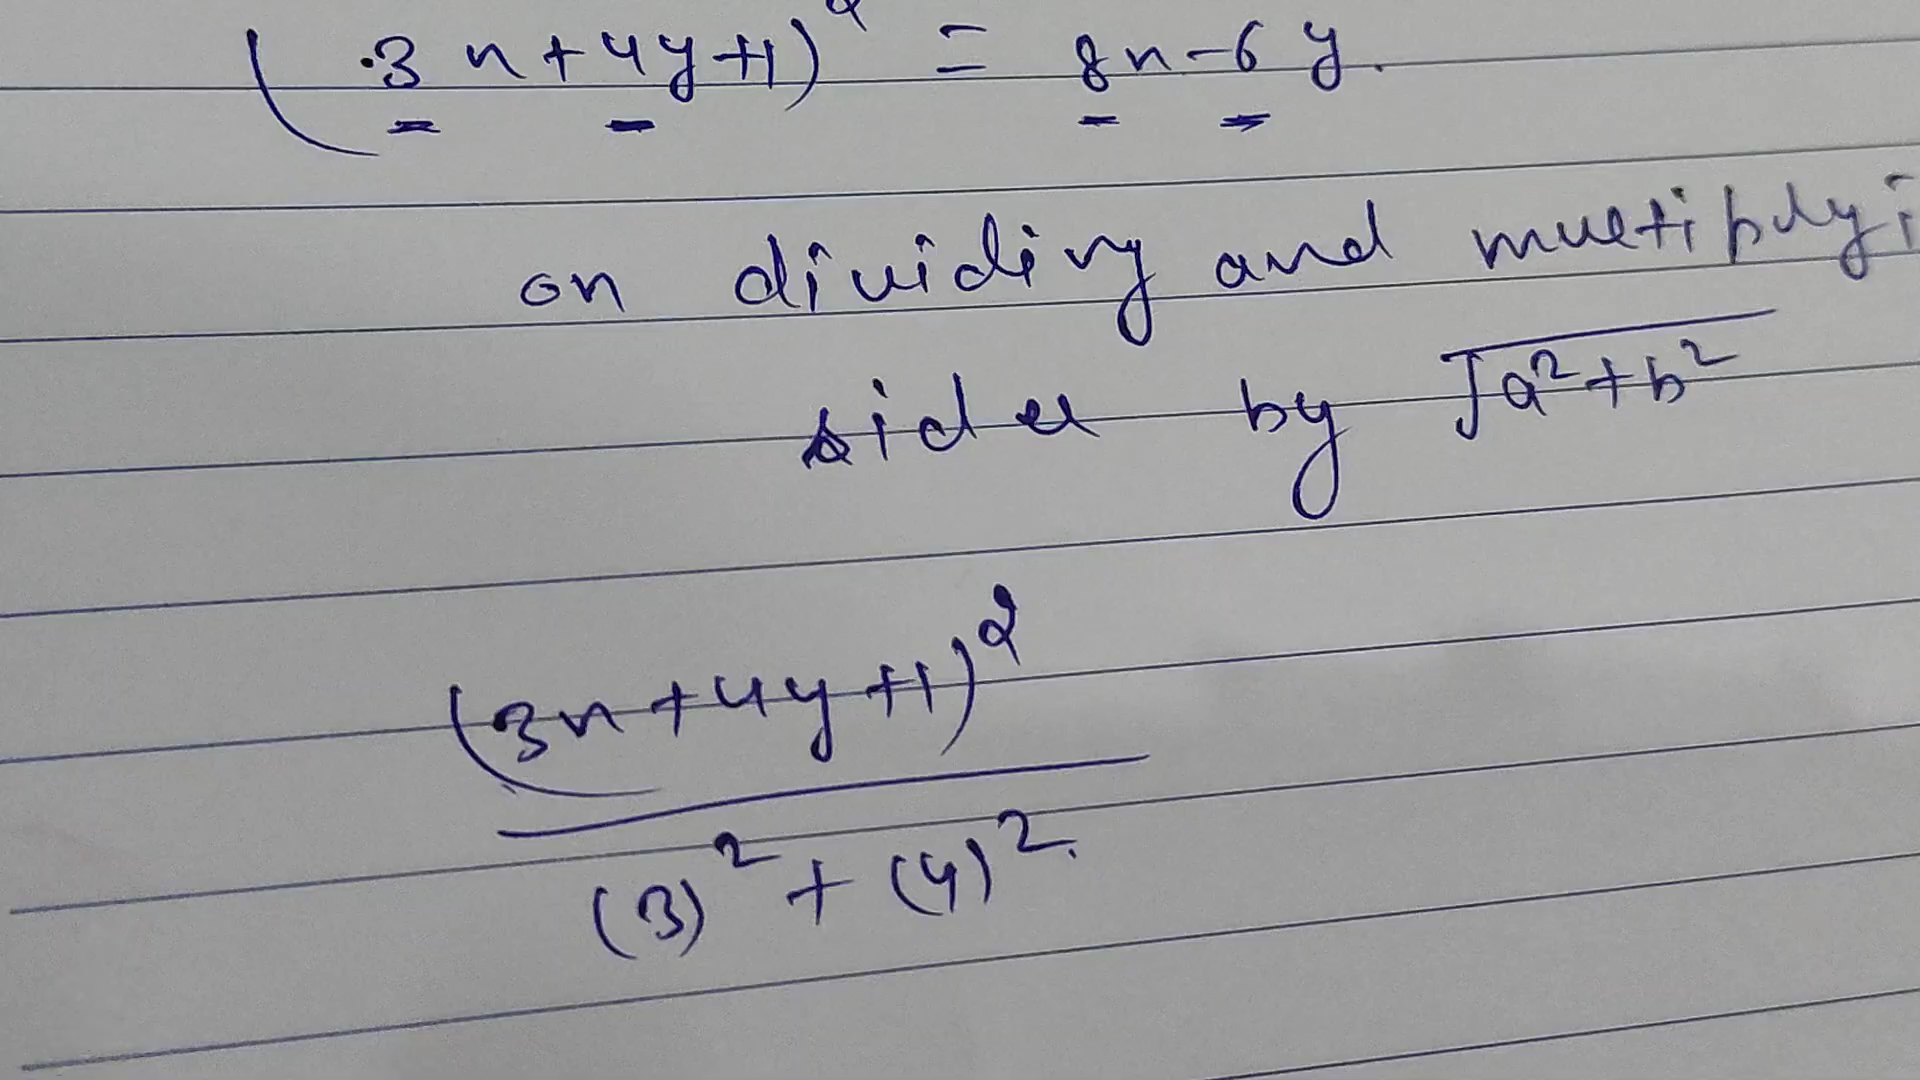 (3x+4y+1)² = 8x-6y.
on dividing and multiplyi
sides by √a²+b²
(3x+4y+1)²
(3)²+(4)².